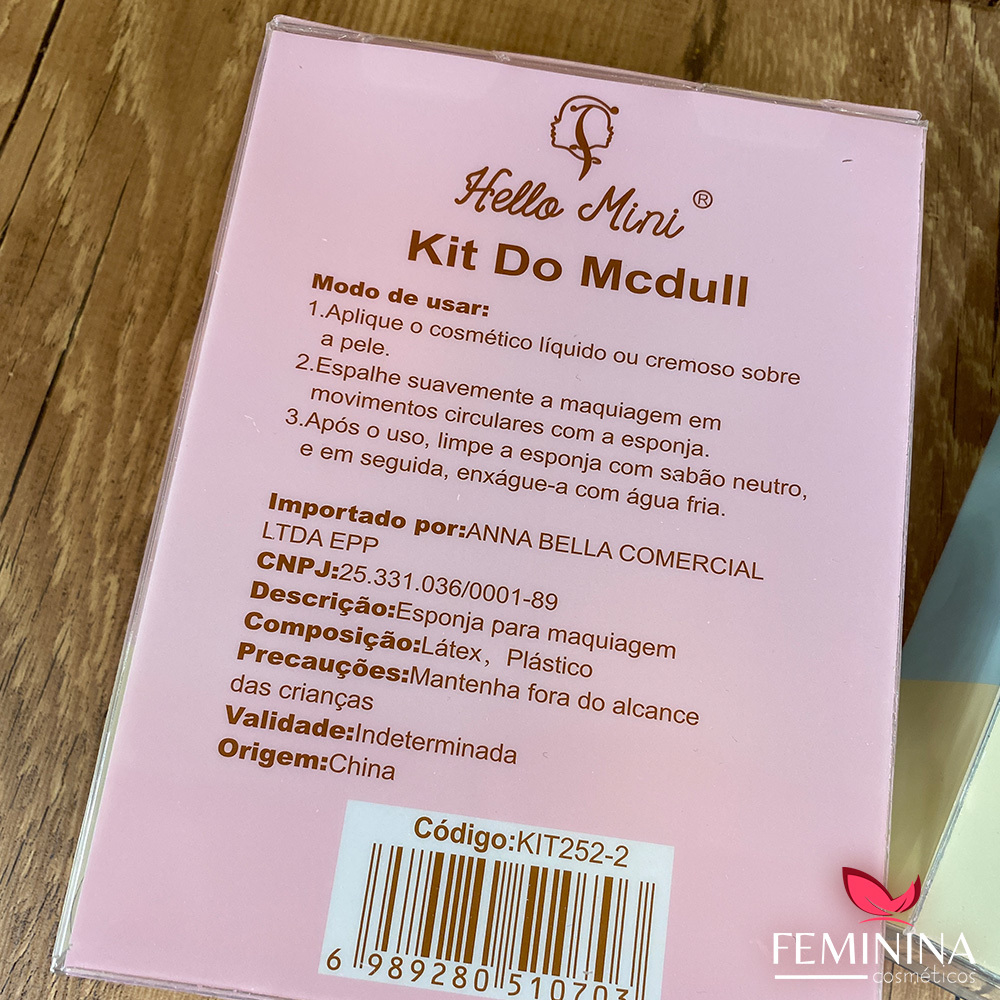 Hello Mini ®
Kit Do Mcdull
Modo de usar:
1.Aplique o cosmético líquido ou cremoso sobre
a pele.
2.Espalhe suavemente a maquiagem em
movimentos circulares com a esponja.
3.Após o uso, limpe a esponja com sabão neutro,
e em seguida, enxágue-a com água fria.
Importado por:ANNA BELLA COMERCIAL
LTDA EPP
CNPJ:25.331.036/0001-89
Descrição:Esponja para maquiagem
Composição:Látex, Plástico
Precauções:Mantenha fora do alcance
das crianças
Validade:Indeterminada
Origem:China
Código:KIT252-2
6 989280 510703
FEMININA
cosméticos